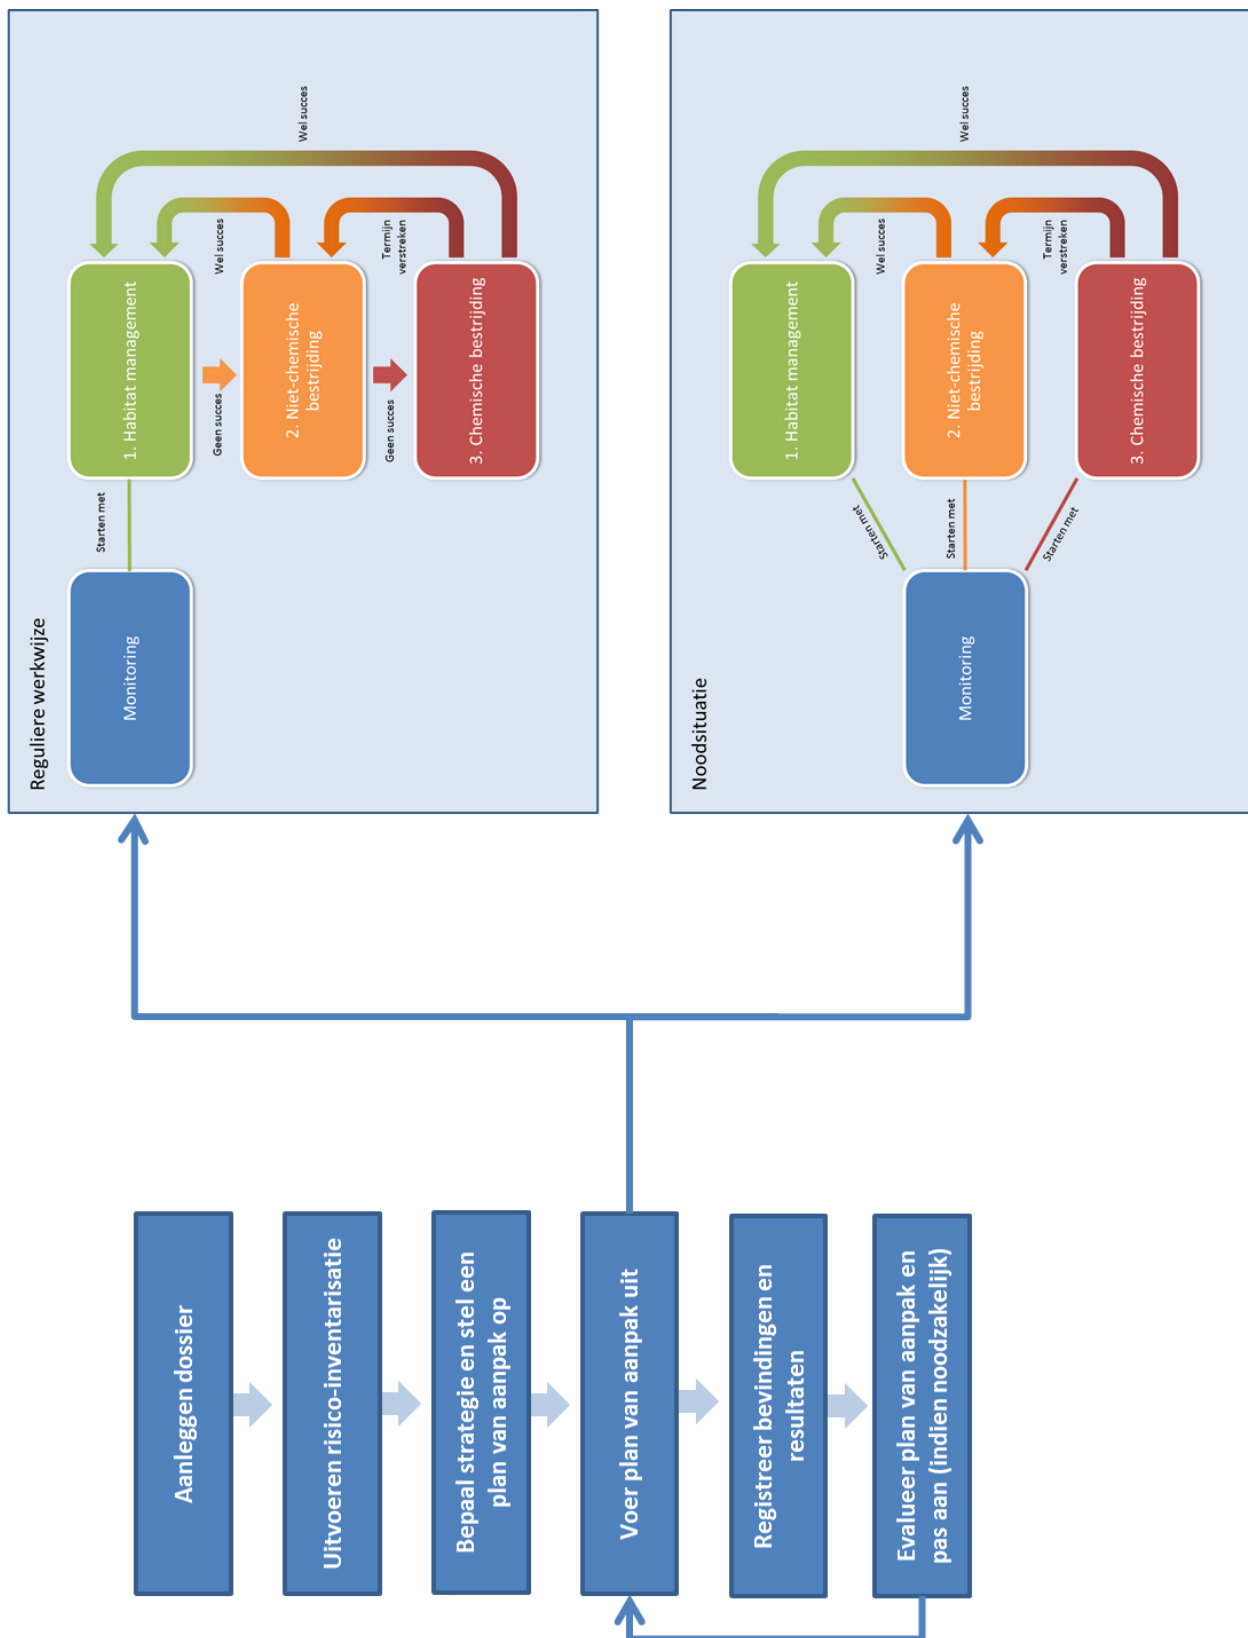 Aanleggen dossier
Uitvoeren risico-inventarisatie
Bepaal strategie en stel een
plan van aanpak op
Voer plan van aanpak uit
Registreer bevindingen en
resultaten
Evalueer plan van aanpak en
pas aan (indien noodzakelijk)
Reguliere werkwijze
Monitoring
Starten met
1. Habitat management
Geen succes
Wel succes
2. Niet-chemische
bestrijding
Geen succes
Termijn
verstreken
3. Chemische bestrijding
Wel succes
Noodsituatie
Monitoring
Starten met
Starten met
Starten met
1. Habitat management
Wel succes
2. Niet-chemische
bestrijding
Termijn
verstreken
3. Chemische bestrijding
Wel succes